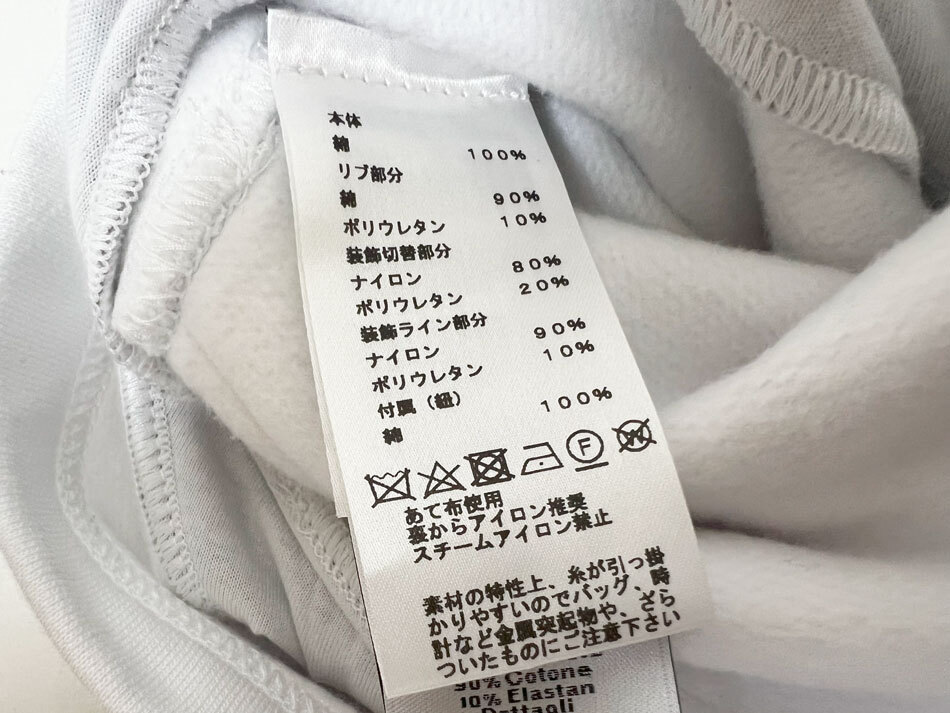 本体
綿 100%
リブ部分
綿 90%
ポリウレタン 10%
装飾切替部分
ナイロン 80%
ポリウレタン 20%
装飾ライン部分
ナイロン 90%
ポリウレタン 10%
付属（紐）
綿 100%
F W
あて布使用
裏からアイロン推奨
スチームアイロン禁止
素材の特性上、糸が引っ掛
かりやすいのでバッグ、時
計など金属突起物や、ざら
ついたものにご注意下さい
90% Cotone
10% Elastan
Dettagli